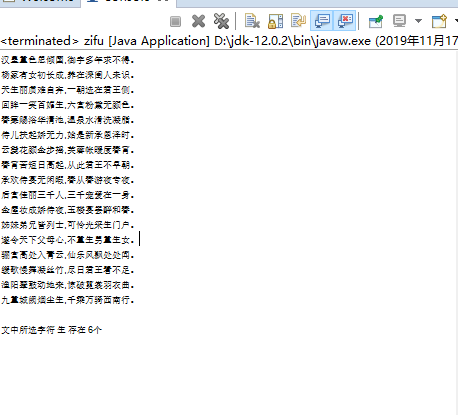 <terminated> zifu [Java Application] D:\jdk-12.0.2\bin\javaw.exe (2019年11月17
汉皇重色思倾国,御宇多年求不得。
杨家有女初长成,养在深闺人未识。
天生丽质难自弃,一朝选在君王侧。
回眸一笑百媚生,六宫粉黛无颜色。
春寒赐浴华清池,温泉水滑洗凝脂。
侍儿扶起娇无力,始是新承恩泽时。
云鬓花颜金步摇,芙蓉帐暖度春宵。
春宵苦短日高起,从此君王不早朝。
承欢侍宴无闲暇,春从春游夜专夜。
后宫佳丽三千人,三千宠爱在一身。
金屋妆成娇侍夜,玉楼宴罢醉和春。
姊妹弟兄皆列士,可怜光采生门户。
遂令天下父母心,不重生男重生女。
骊宫高处入青云,仙乐风飘处处闻。
缓歌慢舞凝丝竹,尽日君王看不足。
渔阳鼙鼓动地来,惊破霓裳羽衣曲。
九重城阙烟尘生,千乘万骑西南行。
文中所选字符 生 存在 6个